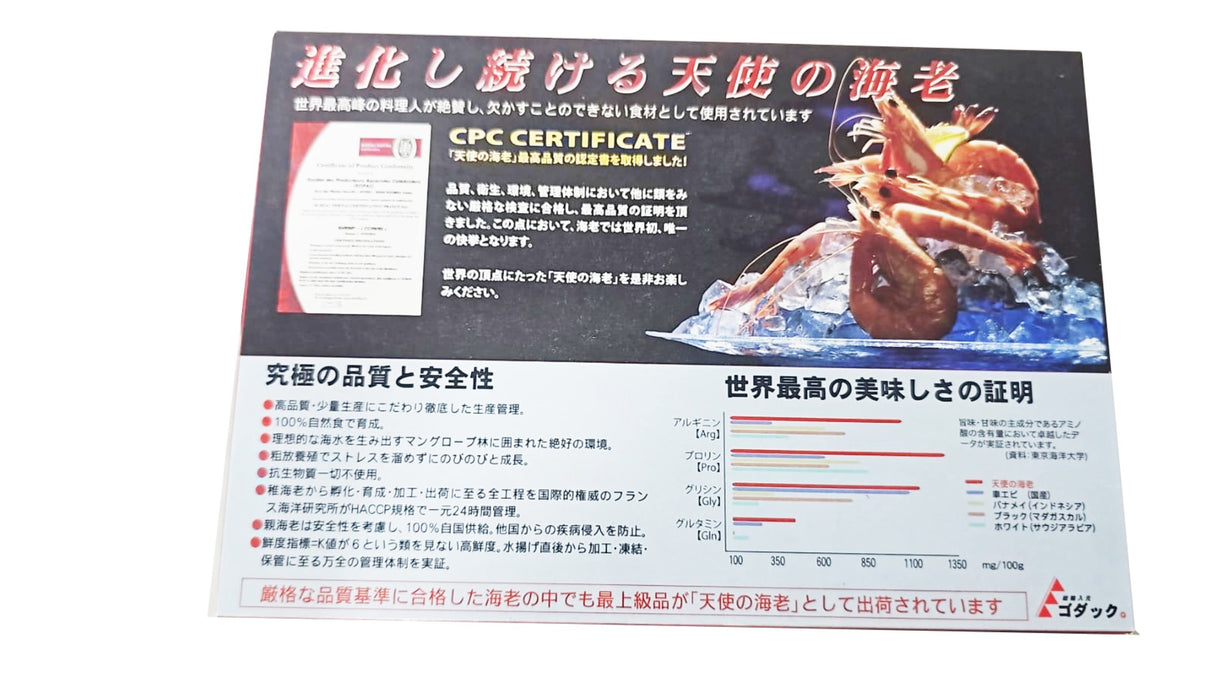 進化し続ける天使の海老
世界最高峰の料理人が絶賛し、欠かすことのできない食材として使用されています
CPC CERTIFICATE
「天使の海老」最高品質の認定書を取得しました!
Certificate of Product Conformity
品質、衛生、環境、管理体制において他に類をみ
ない厳格な検査に合格し、最高品質の証明を頂
きました。この点において、海老では世界初、唯一
の快挙となります。
世界の頂点にたった「天使の海老」を是非お楽し
みください。
究極の品質と安全性
●高品質・少量生産にこだわり徹底した生産管理。
●100%自然食で育成。
●理想的な海水を生み出すマングローブ林に囲まれた絶好の環境。
●粗放養殖でストレスを溜めずにのびのびと成長。
●抗生物質一切不使用。
●稚海老から孵化・育成・加工・出荷に至る全工程を国際的権威のフラン
ス海洋研究所がHACCP規格で一元24時間管理。
●親海老は安全性を考慮し、100%自国供給。他国からの疾病侵入を防止。
●鮮度指標=K値が6という類を見ない高鮮度。水揚げ直後から加工・凍結・
保管に至る万全の管理体制を実証。
世界最高の美味しさの証明
アルギニン
【Arg】
プロリン
【Pro】
グリシン
【Gly】
グルタミン
【Gln】
100 350 600 850 1100 1350 mg/100g
旨味・甘味の主成分であるアミノ
酸の含有量において卓越したデ
ータが実証されています。
(資料:東京海洋大学)
天使の海老
車エビ (国産)
バナメイ(インドネシア)
ブラック(マダガスカル)
ホワイト(サウジアラビア)
厳格な品質基準に合格した海老の中でも最上級品が「天使の海老」として出荷されています
ゴダック。